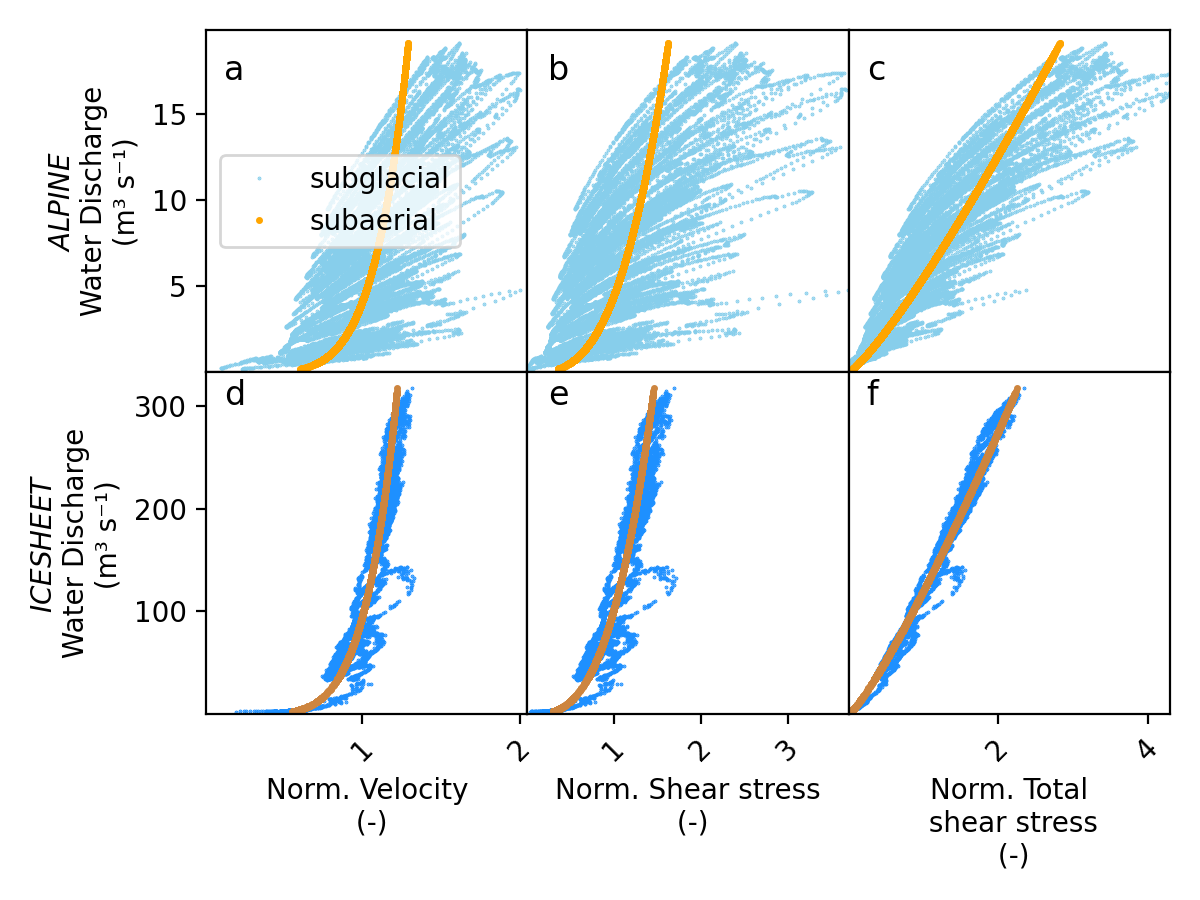 a
b
c
ALPINE
Water Discharge
(m³ s⁻¹)
15
10
5
subglacial
subaerial
d
e
f
ICESHEET
Water Discharge
(m³ s⁻¹)
300
200
100
1
2
1
2
3
2
4
Norm. Velocity
(-)
Norm. Shear stress
(-)
Norm. Total
shear stress
(-)